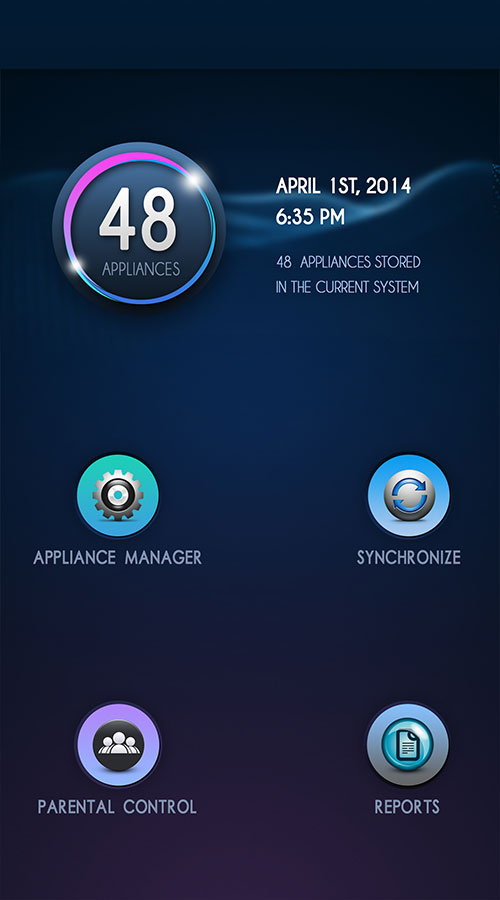 48
APPLIANCES
APRIL 1ST, 2014
6:35 PM
48 APPLIANCES STORED
IN THE CURRENT SYSTEM
APPLIANCE MANAGER
SYNCHRONIZE
PARENTAL CONTROL
REPORTS